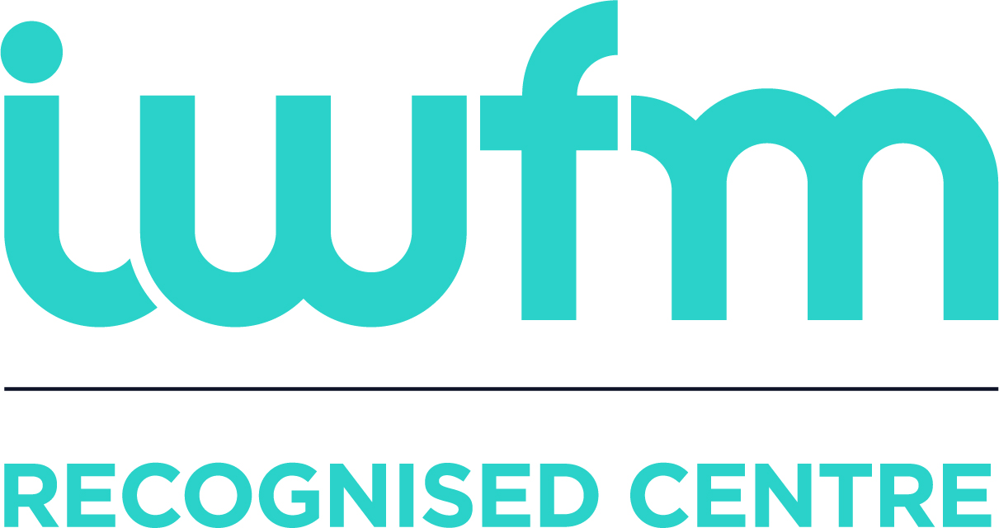 iwfm
RECOGNISED CENTRE